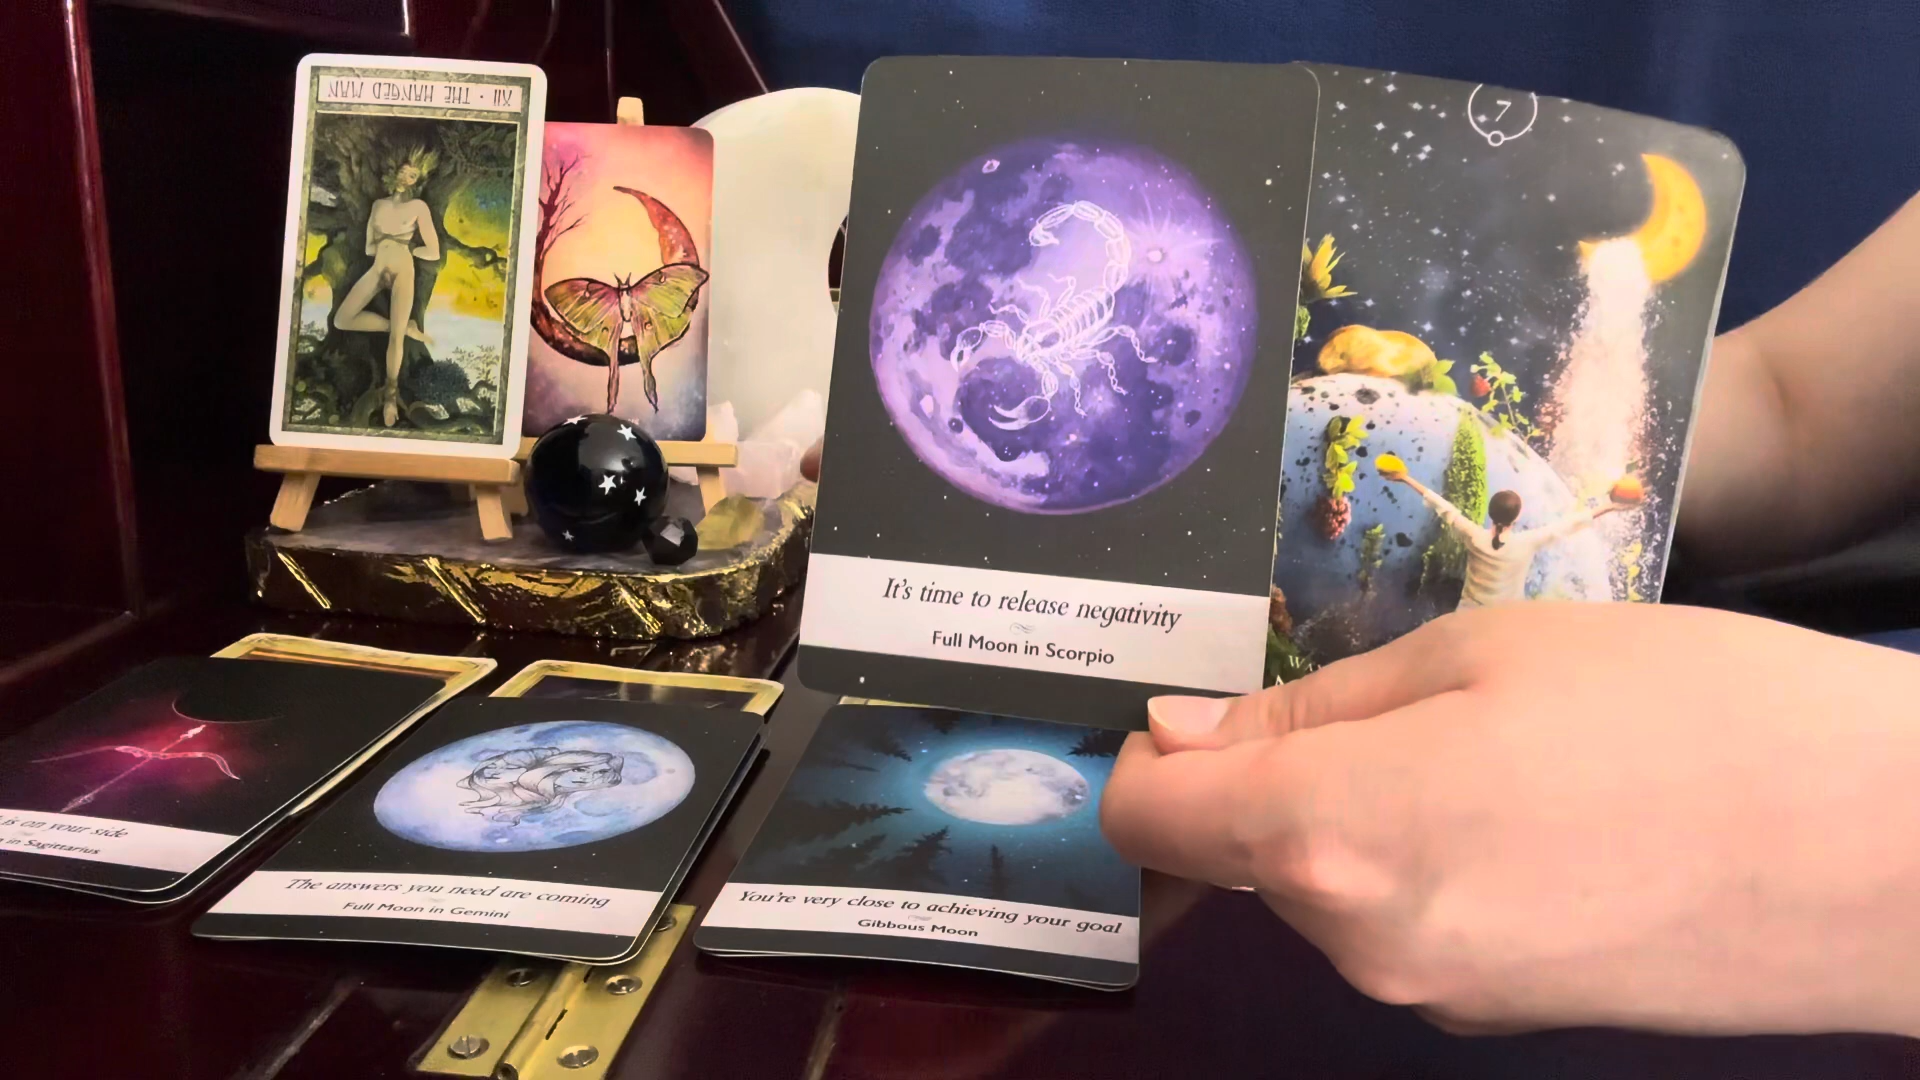 XII · THE HANGED MAN
7
It's time to release negativity
Full Moon in Scorpio
is on your side
in Sagittarius
The answers you need are coming
Full Moon in Gemini
You're very close to achieving your goal
Gibbous Moon